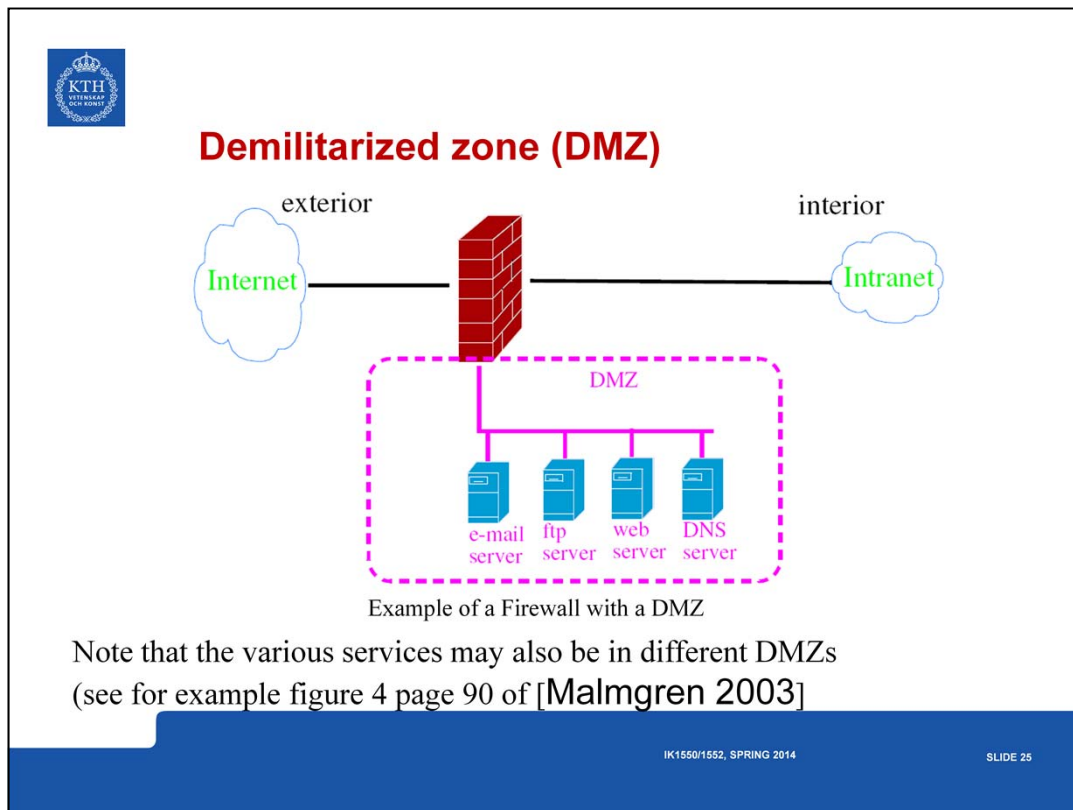 KTH
VETENSKAP
OCH KONST
Demilitarized zone (DMZ)
exterior
interior
Internet
Intranet
DMZ
e-mail server
ftp server
web server
DNS server
Example of a Firewall with a DMZ
Note that the various services may also be in different DMZs
(see for example figure 4 page 90 of [Malmgren 2003]
IK1550/1552, SPRING 2014
SLIDE 25